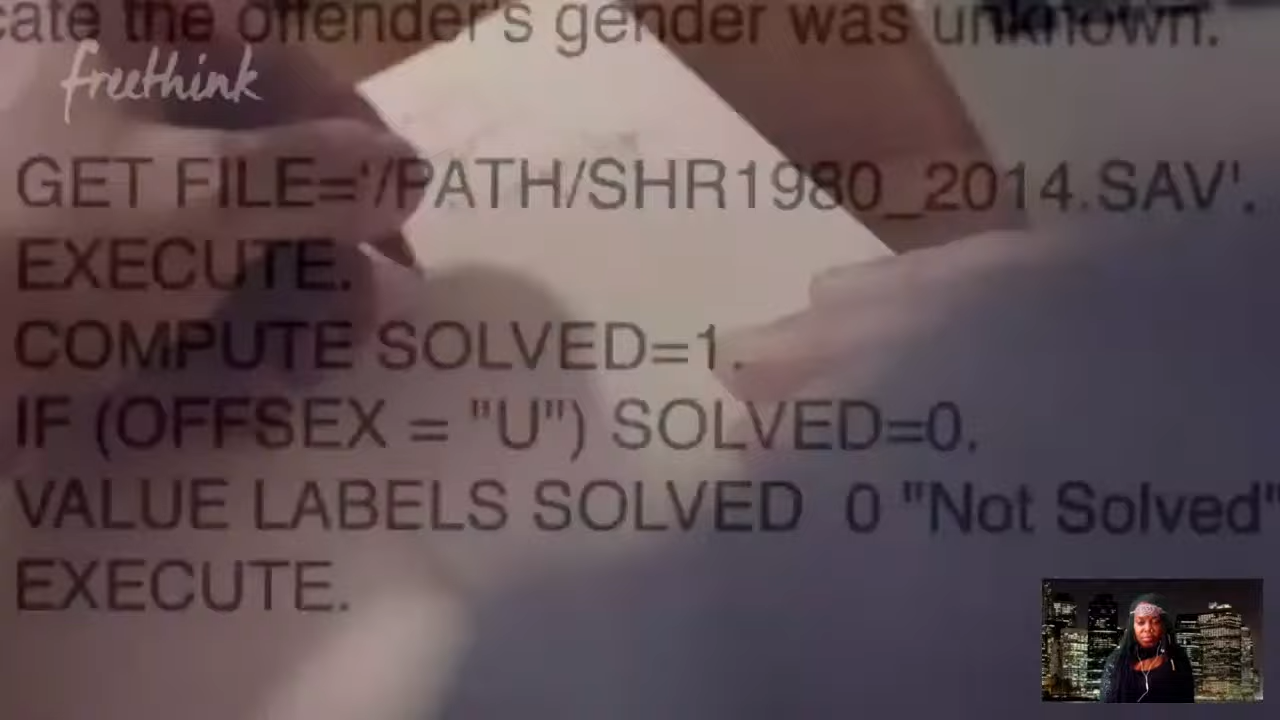 cate the offender's gender was unknown.
freethink
GET FILE='/PATH/SHR1980_2014.SAV'.
EXECUTE.
COMPUTE SOLVED=1.
IF (OFFSEX = "U") SOLVED=0.
VALUE LABELS SOLVED 0 "Not Solved"
EXECUTE.